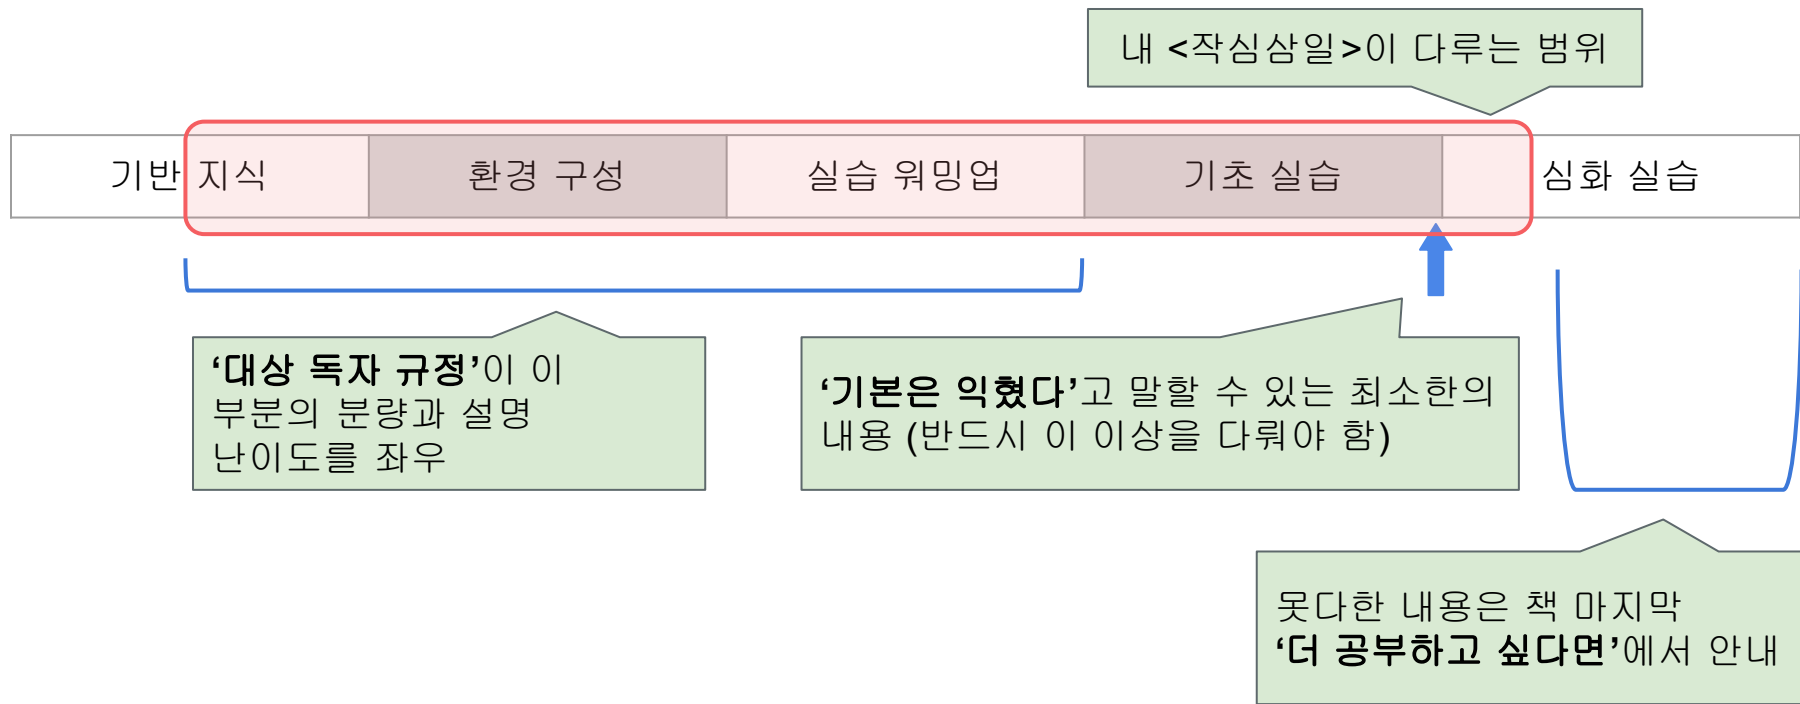 내 <작심삼일>이 다루는 범위
기반 지식
환경 구성
실습 워밍업
기초 실습
심화 실습
‘대상 독자 규정’이 이
부분의 분량과 설명
난이도를 좌우
‘기본은 익혔다’고 말할 수 있는 최소한의
내용 (반드시 이 이상을 다뤄야 함)
못다한 내용은 책 마지막
‘더 공부하고 싶다면’에서 안내